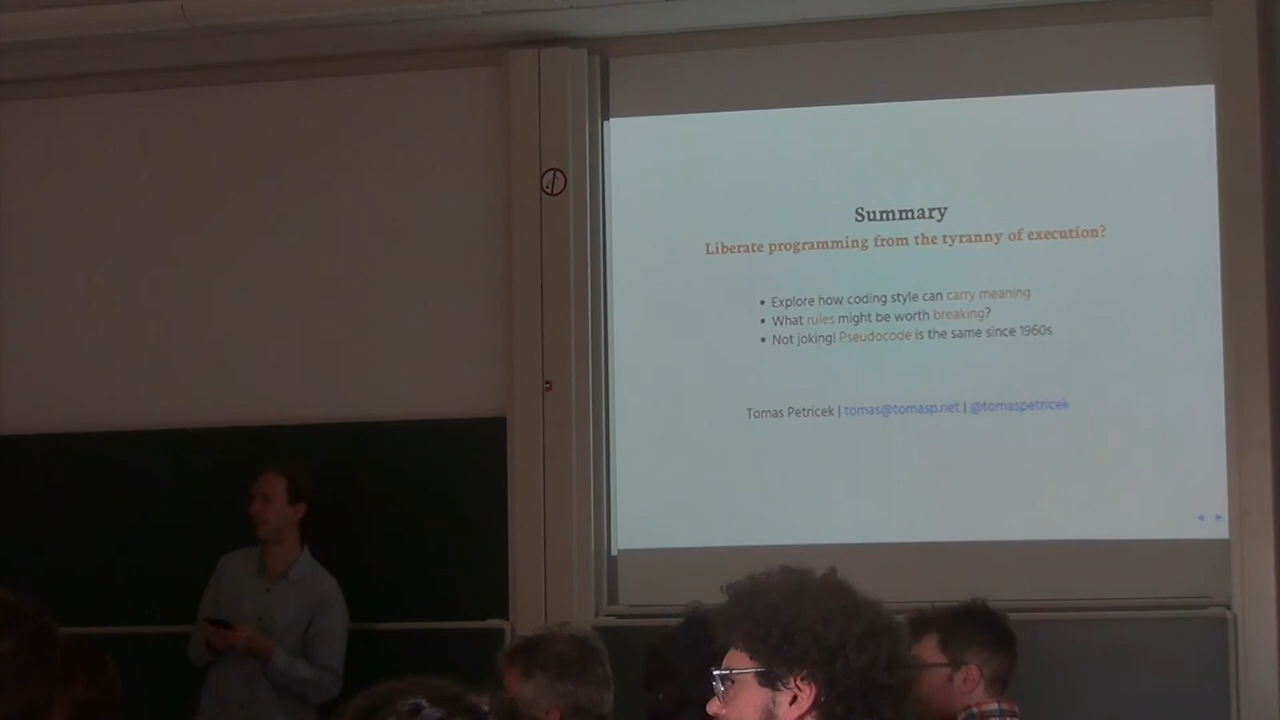 Summary
Liberate programming from the tyranny of execution?
• Explore how coding style can carry meaning
• What rules might be worth breaking?
• Not joking! Pseudocode is the same since 1960s
Tomas Petricek | tomas@tomasp.net | @tomaspetricek